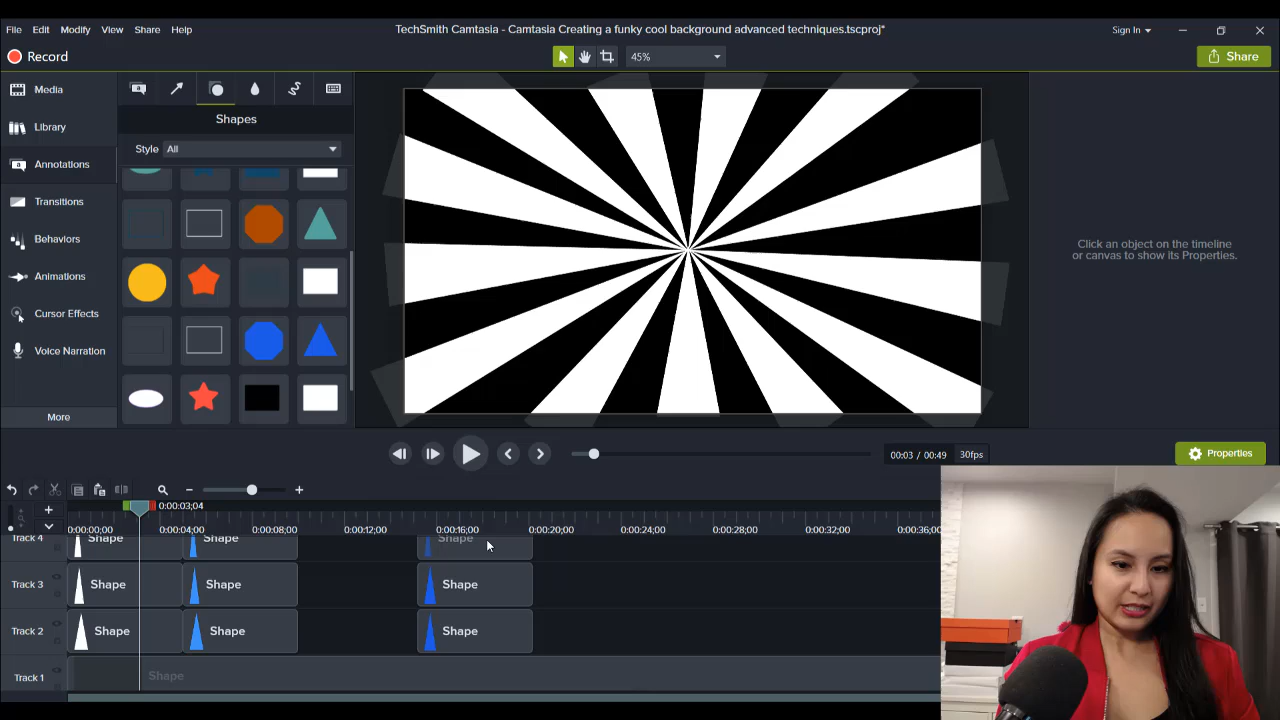 File Edit Modify View Share Help
TechSmith Camtasia - Camtasia Creating a funky cool background advanced techniques.tscproj*
Sign In
Record
45%
Share
Media
Library
Annotations
Transitions
Behaviors
Animations
Cursor Effects
Voice Narration
More
Shapes
Style All
Click an object on the timeline
or canvas to show its Properties.
00:03 / 00:49 30fps
Properties
0:00:03;04
0:00:00;00 0:00:04;00 0:00:08;00 0:00:12;00 0:00:16;00 0:00:20;00 0:00:24;00 0:00:28;00 0:00:32;00 0:00:36;0
Track 4 Shape Shape Shape
Track 3 Shape Shape Shape
Track 2 Shape Shape Shape
Track 1 Shape